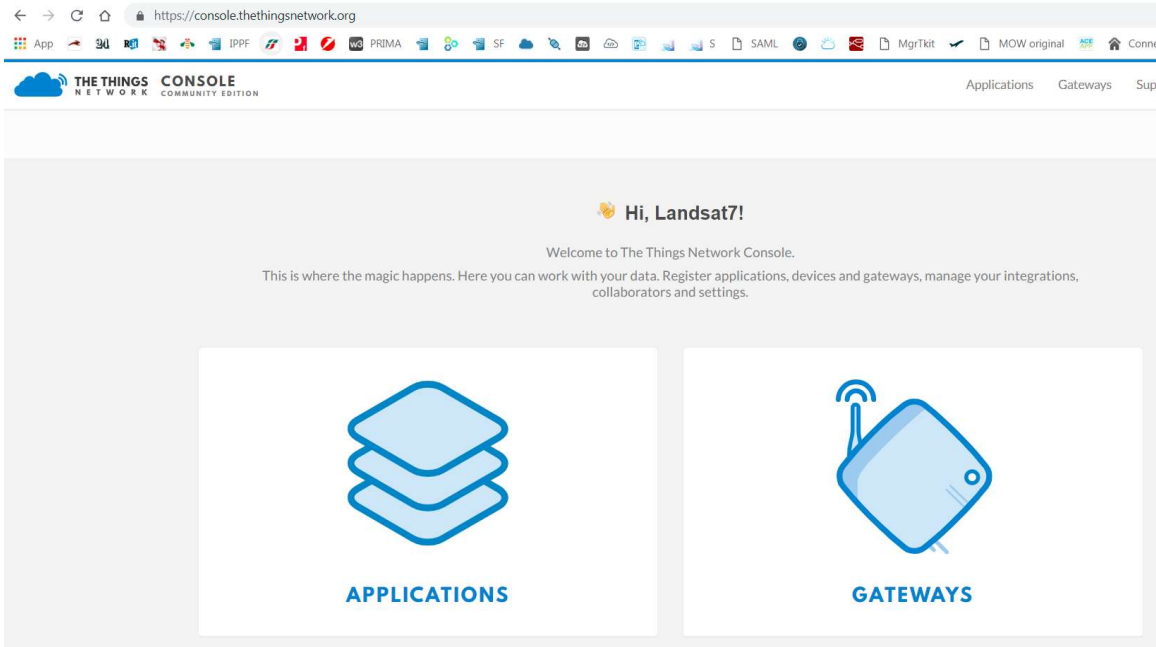 https://console.thethingsnetwork.org
App IPPF PRIMA SF S SAML MgrTkit MOW original Conne
THE THINGS NETWORK CONSOLE COMMUNITY EDITION
Applications Gateways Sup
Hi, Landsat7!
Welcome to The Things Network Console.
This is where the magic happens. Here you can work with your data. Register applications, devices and gateways, manage your integrations,
collaborators and settings.
APPLICATIONS
GATEWAYS